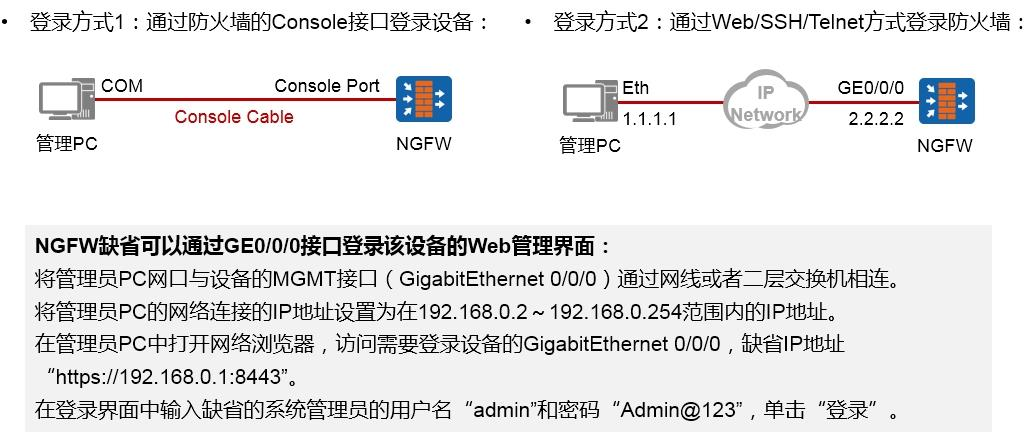 • 登录方式1：通过防火墙的Console接口登录设备：
• 登录方式2：通过Web/SSH/Telnet方式登录防火墙：
COM
Console Port
Console Cable
管理PC
NGFW
Eth
1.1.1.1
IP
Network
GE0/0/0
2.2.2.2
管理PC
NGFW
NGFW缺省可以通过GE0/0/0接口登录该设备的Web管理界面：
将管理员PC网口与设备的MGMT接口（GigabitEthernet 0/0/0）通过网线或者二层交换机相连。
将管理员PC的网络连接的IP地址设置为在192.168.0.2～192.168.0.254范围内的IP地址。
在管理员PC中打开网络浏览器，访问需要登录设备的GigabitEthernet 0/0/0，缺省IP地址
“https://192.168.0.1:8443”。
在登录界面中输入缺省的系统管理员的用户名“admin”和密码“Admin@123”，单击“登录”。